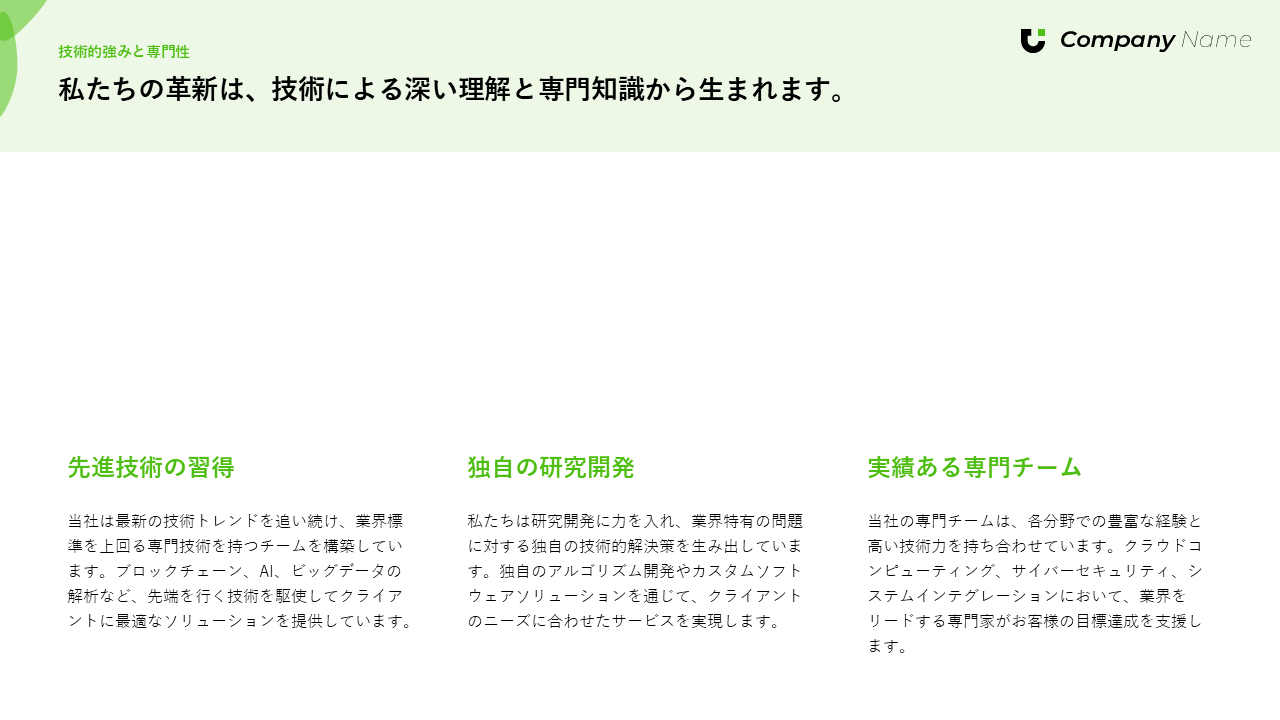 技術的強みと専門性
Company Name
私たちの革新は、技術による深い理解と専門知識から生まれます。
先進技術の習得
当社は最新の技術トレンドを追い続け、業界標
準を上回る専門技術を持つチームを構築してい
ます。ブロックチェーン、AI、ビッグデータの
解析など、先端を行く技術を駆使してクライア
ントに最適なソリューションを提供しています。
独自の研究開発
私たちは研究開発に力を入れ、業界特有の問題
に対する独自の技術的解決策を生み出していま
す。独自のアルゴリズム開発やカスタムソフト
ウェアソリューションを通じて、クライアント
のニーズに合わせたサービスを実現します。
実績ある専門チーム
当社の専門チームは、各分野での豊富な経験と
高い技術力を持ち合わせています。クラウドコ
ンピューティング、サイバーセキュリティ、シ
ステムインテグレーションにおいて、業界を
リードする専門家がお客様の目標達成を支援し
ます。